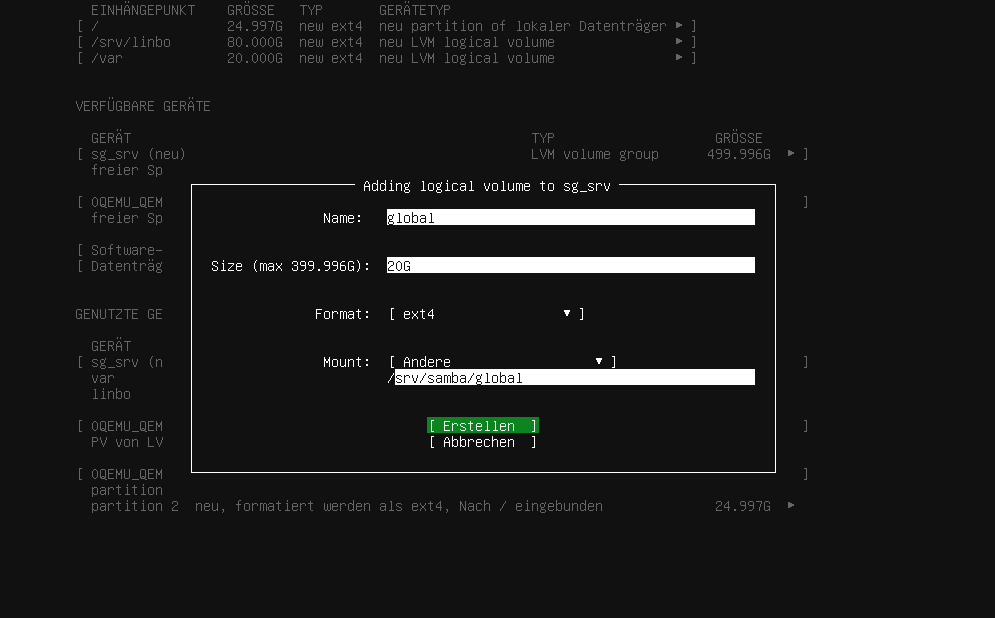 EINHÄNGEPUNKT GRÖSSE TYP GERÄTETYP
[ / 24.997G new ext4 neu partition of lokaler Datenträger ▸ ]
[ /srv/linbo 80.000G new ext4 neu LVM logical volume ▸ ]
[ /var 20.000G new ext4 neu LVM logical volume ▸ ]
VERFÜGBARE GERÄTE
GERÄT TYP GRÖSSE
[ sg_srv (neu) LVM volume group 499.996G ▸ ]
freier Sp
Adding logical volume to sg_srv
[ OQEMU_QEM ]
freier Sp Name: global
[ Software-
[ Datenträg Size (max 399.996G): 20G
GENUTZTE GE Format: [ ext4 ▾ ]
GERÄT
[ sg_srv (n Mount: [ Andere ▾ ] ]
var /srv/samba/global
linbo
[ OQEMU_QEM [ Erstellen ] ]
PV von LV [ Abbrechen ]
[ OQEMU_QEM ]
partition
partition 2 neu, formatiert werden als ext4, Nach / eingebunden 24.997G ▸